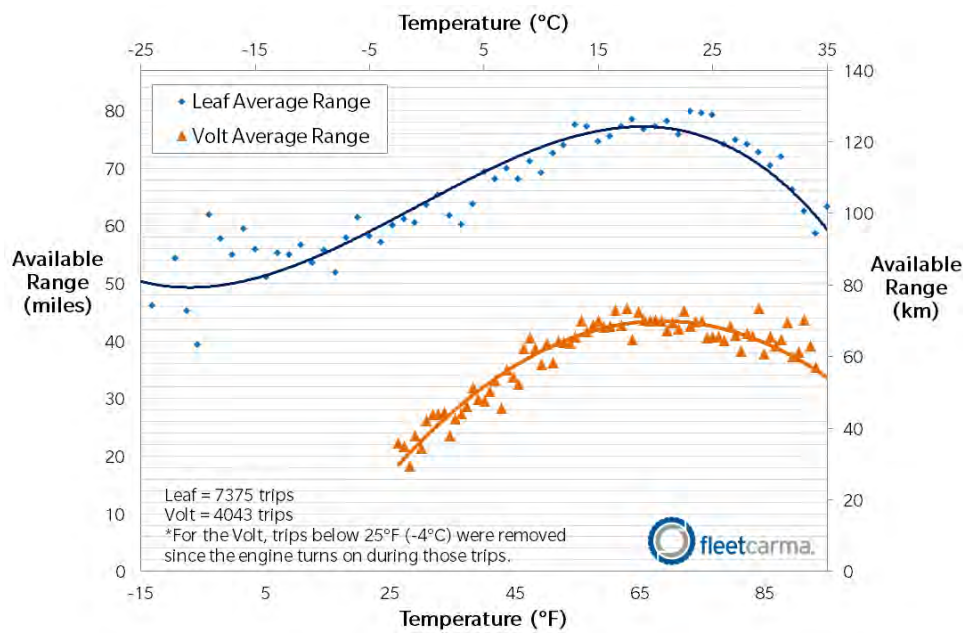 Temperature (°C)
-25 -15 -5 5 15 25 35
Leaf Average Range
Volt Average Range
Available
Range
(miles)
80
70
60
50
40
30
20
10
0
140
120
100
80
60
40
20
0
Available
Range
(km)
Leaf = 7375 trips
Volt = 4043 trips
*For the Volt, trips below 25°F (-4°C) were removed
since the engine turns on during those trips.
fleetcarma.
-15 5 25 45 65 85
Temperature (°F)